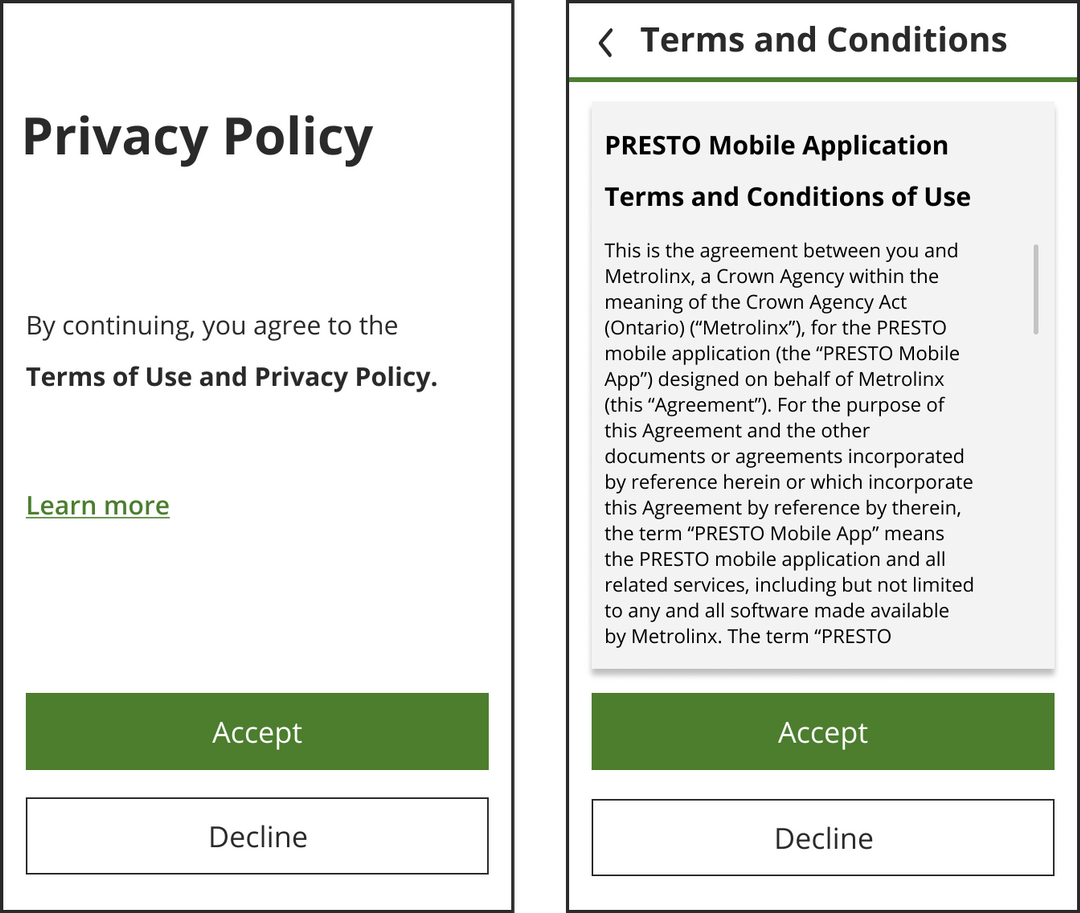 Privacy Policy
By continuing, you agree to the
Terms of Use and Privacy Policy.
Learn more
Accept
Decline
Terms and Conditions
PRESTO Mobile Application
Terms and Conditions of Use
This is the agreement between you and
Metrolinx, a Crown Agency within the
meaning of the Crown Agency Act
(Ontario) (“Metrolinx”), for the PRESTO
mobile application (the “PRESTO Mobile
App”) designed on behalf of Metrolinx
(this “Agreement”). For the purpose of
this Agreement and the other
documents or agreements incorporated
by reference herein or which incorporate
this Agreement by reference by therein,
the term “PRESTO Mobile App” means
the PRESTO mobile application and all
related services, including but not limited
to any and all software made available
by Metrolinx. The term “PRESTO
Accept
Decline